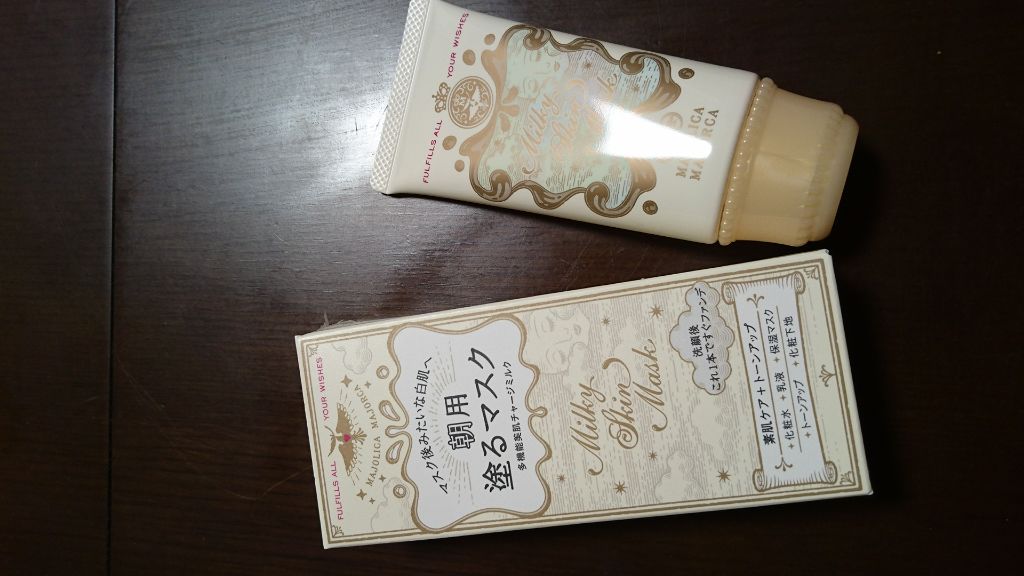 FULFILLS ALL YOUR WISHES
Milky
Skin
Mask
MAJOLICA
MAJORCA
FULFILLS ALL YOUR WISHES
MAJOLICA MAJORCA
マスク後みたいな白肌へ
朝用
塗るマスク
多機能美肌チャージミルク
Milky
Skin
Mask
洗顔後
これ1本ですぐファンデ
素肌ケア+トーンアップ
+化粧水 +乳液 +保湿マスク
+トーンアップ +化粧下地